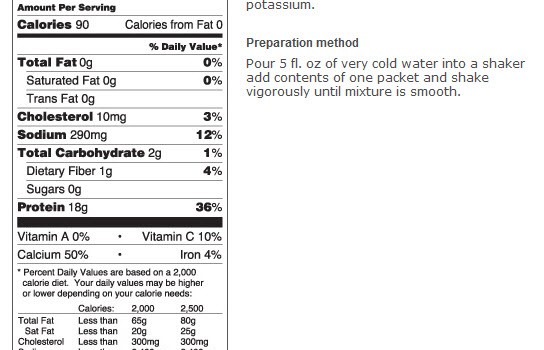 Amount Per Serving
Calories 90 Calories from Fat 0
% Daily Value*
Total Fat 0g 0%
Saturated Fat 0g 0%
Trans Fat 0g
Cholesterol 10mg 3%
Sodium 290mg 12%
Total Carbohydrate 2g 1%
Dietary Fiber 1g 4%
Sugars 0g
Protein 18g 36%
Vitamin A 0% • Vitamin C 10%
Calcium 50% • Iron 4%
* Percent Daily Values are based on a 2,000
calorie diet. Your daily values may be higher
or lower depending on your calorie needs:
Calories: 2,000 2,500
Total Fat Less than 65g 80g
Sat Fat Less than 20g 25g
Cholesterol Less than 300mg 300mg
potassium.
Preparation method
Pour 5 fl. oz of very cold water into a shaker
add contents of one packet and shake
vigorously until mixture is smooth.